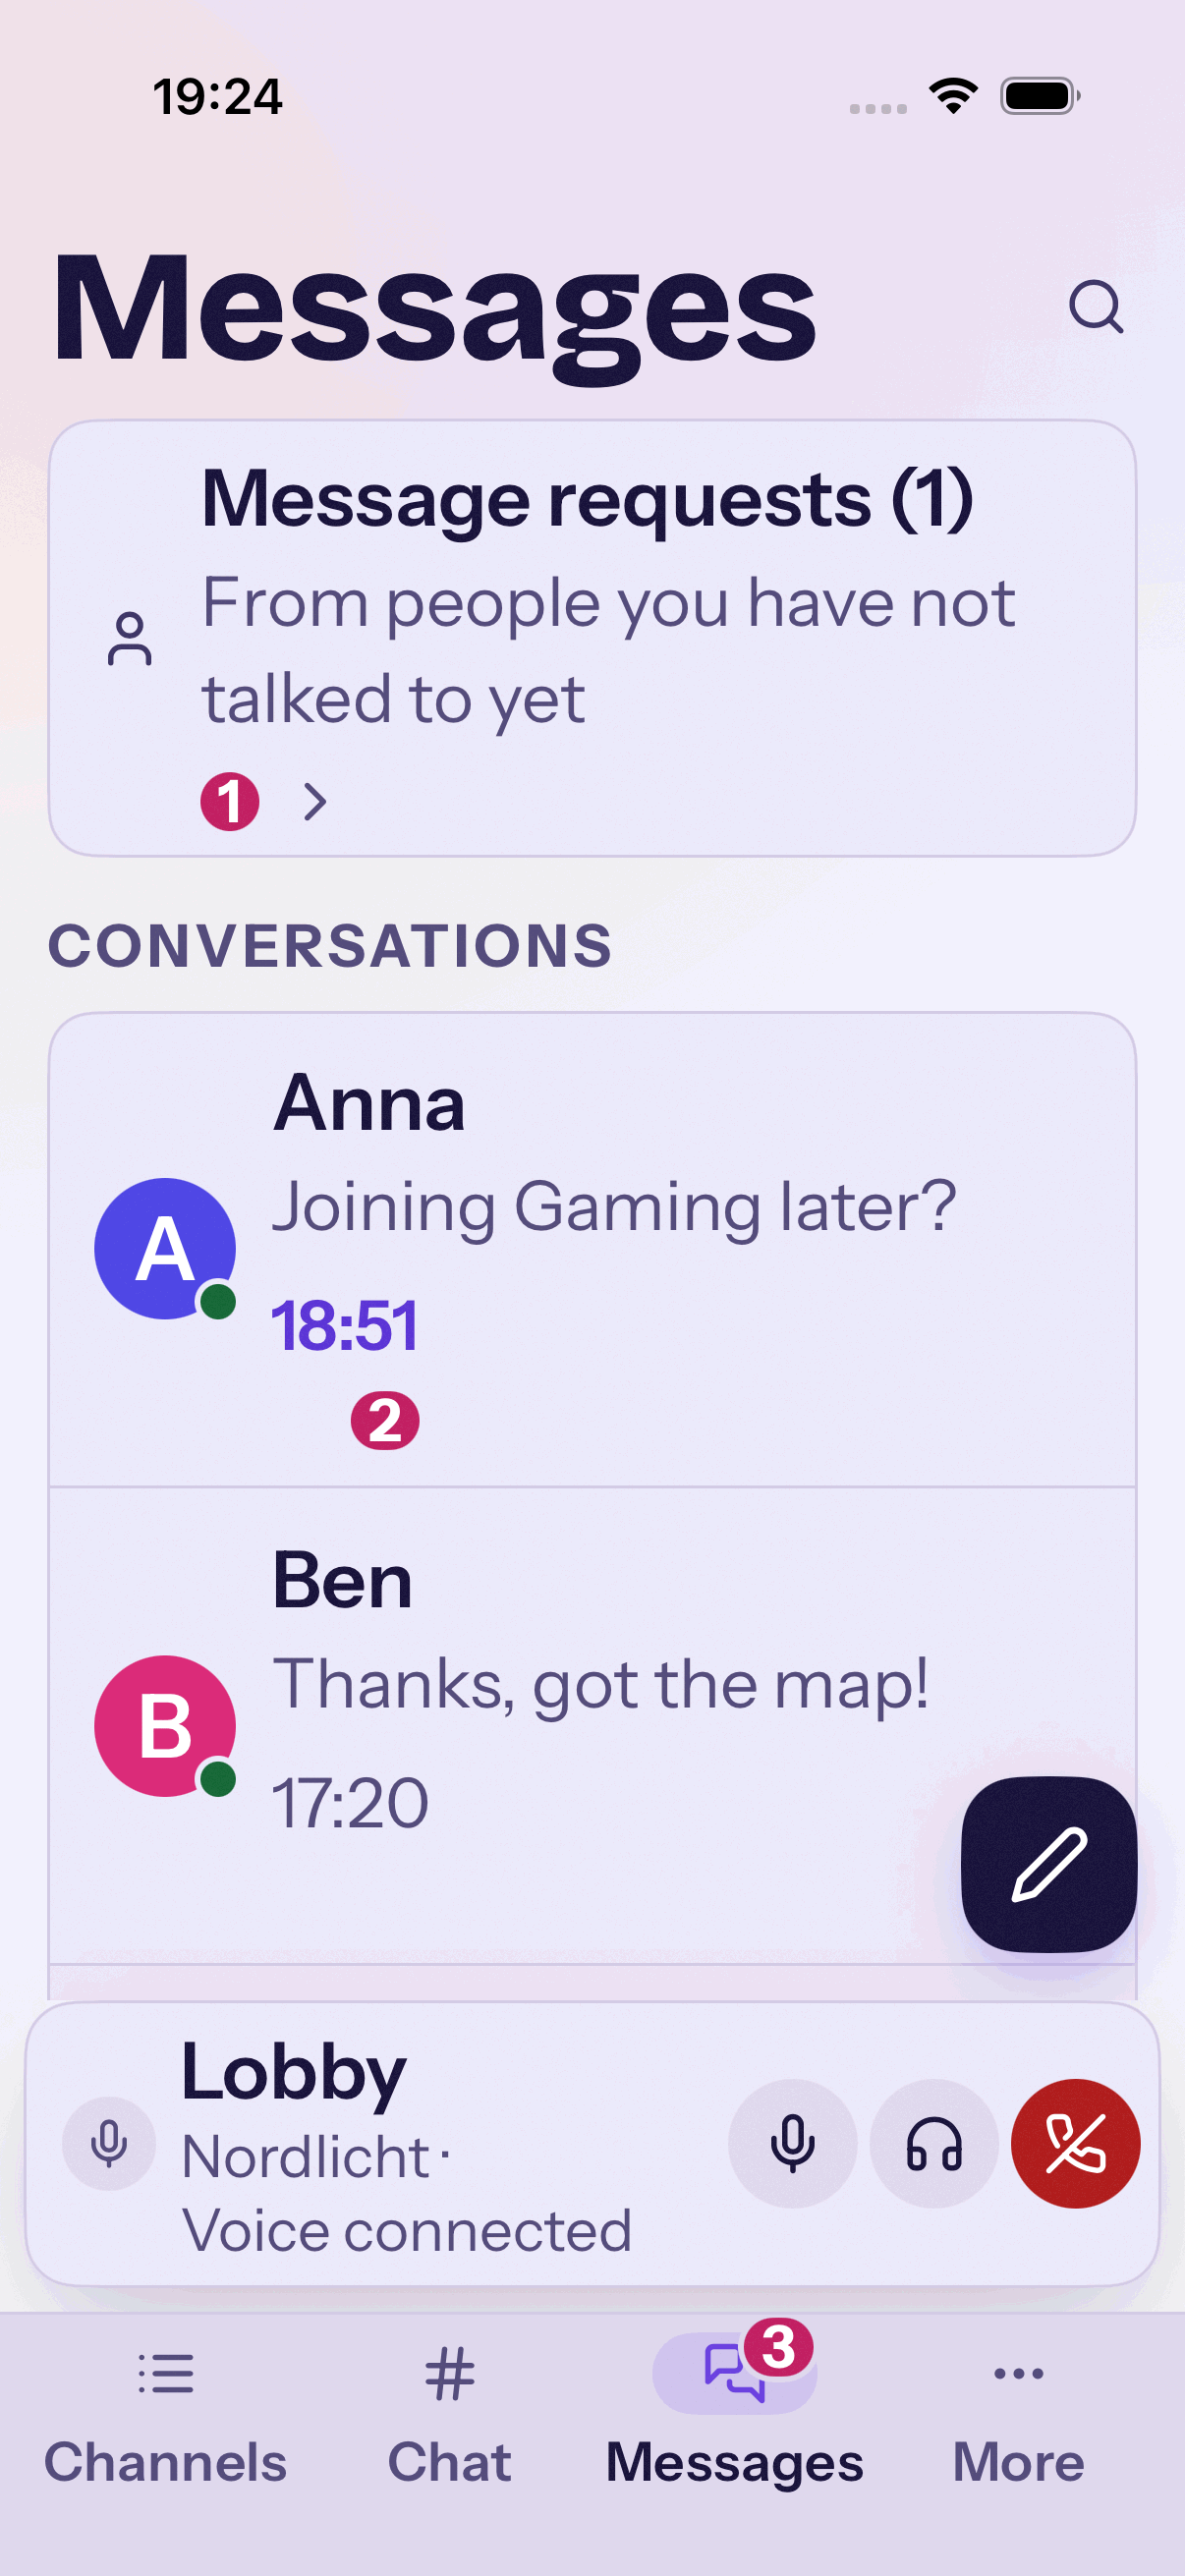 19:24
Messages
Message requests (1)
From people you have not
talked to yet
1
CONVERSATIONS
Anna
A
Joining Gaming later?
18:51
2
Ben
B
Thanks, got the map!
17:20
Lobby
Nordlicht ·
Voice connected
3
Channels
Chat
Messages
More